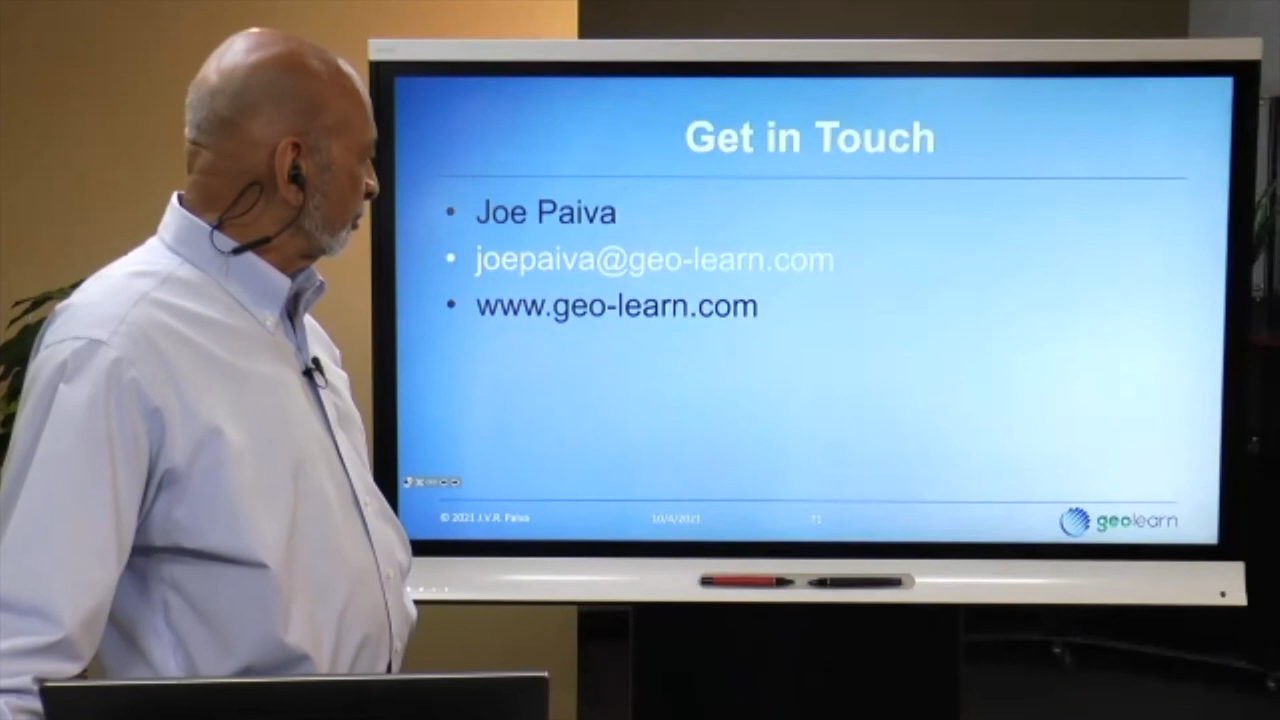 Get in Touch
• Joe Paiva
• joepaiva@geo-learn.com
• www.geo-learn.com
© 2021 J.V.R. Paiva 10/4/2021 71 geolearn